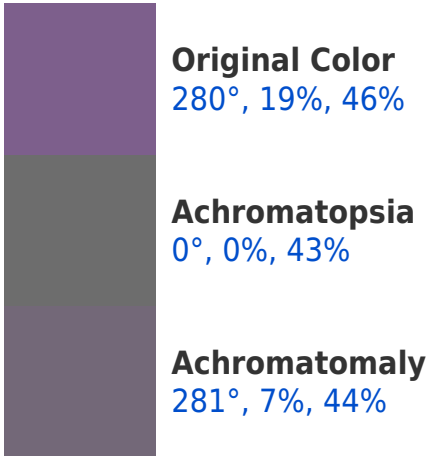 Original Color
280°, 19%, 46%
Achromatopsia
0°, 0%, 43%
Achromatomaly
281°, 7%, 44%